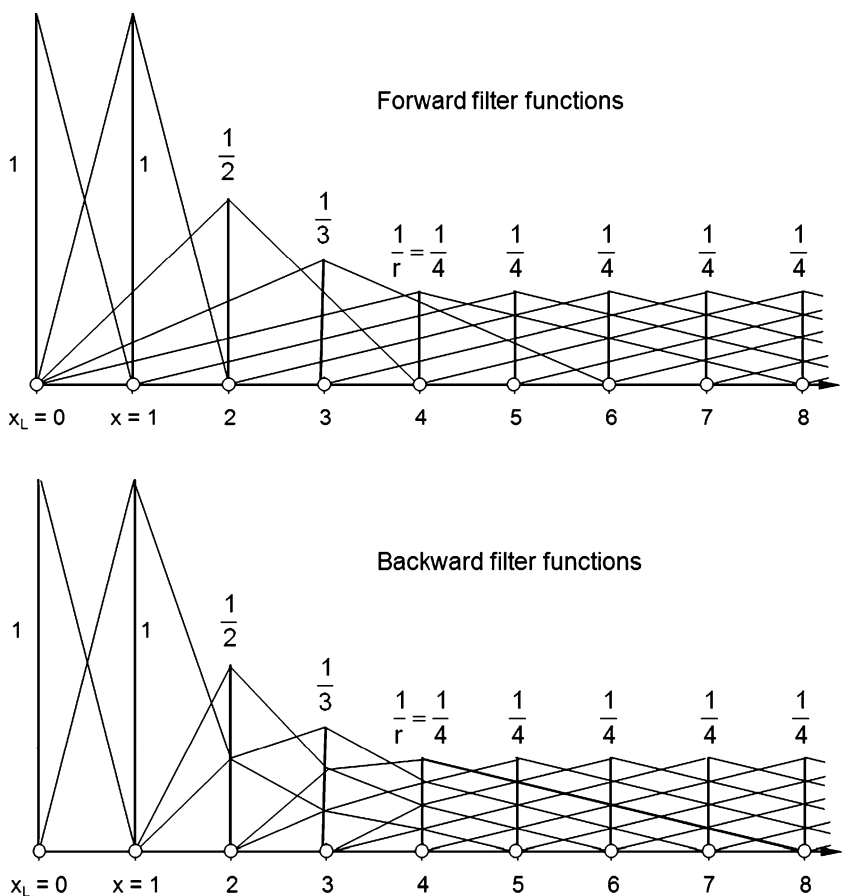 Forward filter functions
1 1 1/2 1/3 1/r = 1/4 1/4 1/4 1/4 1/4
x_L = 0 x = 1 2 3 4 5 6 7 8
Backward filter functions
1 1 1/2 1/3 1/r = 1/4 1/4 1/4 1/4 1/4
x_L = 0 x = 1 2 3 4 5 6 7 8